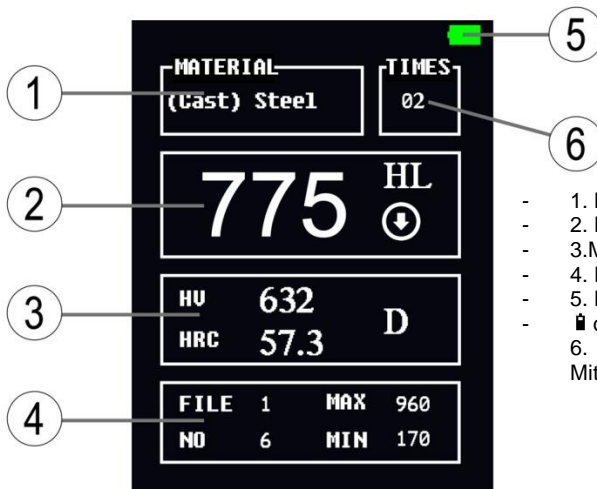 5
MATERIAL TIMES
1 (Cast) Steel 02
6
775 HL
2
HV 632
3 D
HRC 57.3
FILE 1 MAX 960
4
NO 6 MIN 170
- 1.
- 2.
- 3.
- 4.
- 5.
-
6.